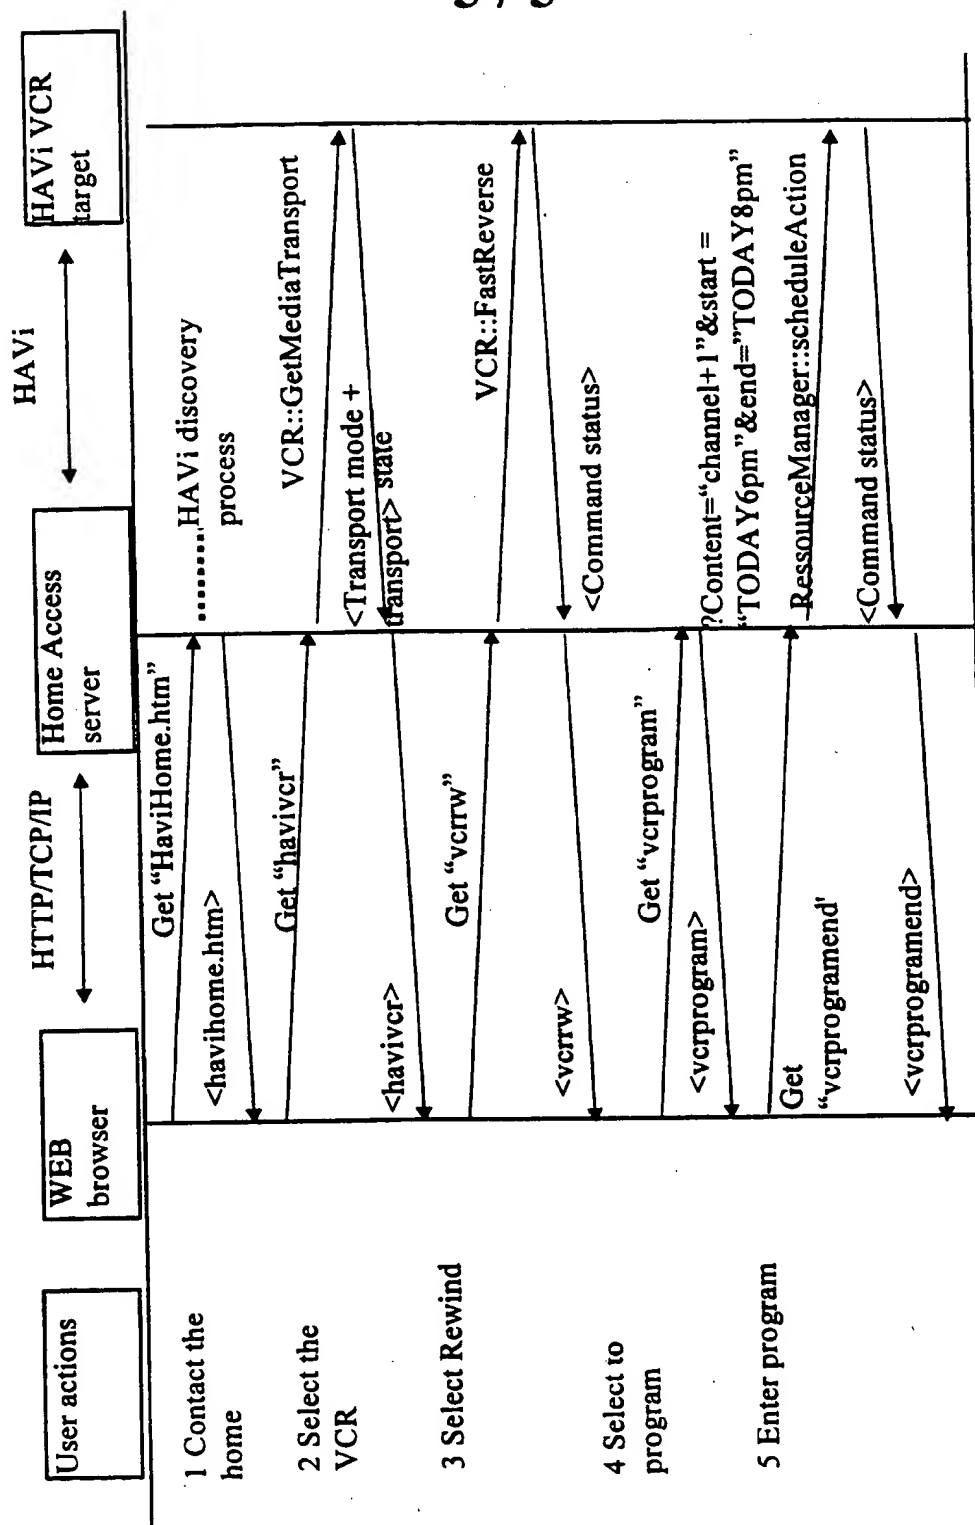 User actions
WEB
browser
HTTP/TCP/IP
Home Access
server
HAVi
HAVi VCR
target
1 Contact the
home
Get “HaviHome.htm”
<havihome.htm>
HAVi discovery
process
2 Select the
VCR
Get “havivcr”
VCR::GetMediaTransport
<Transport mode +
transport> state
<havivcr>
3 Select Rewind
Get “vcrrw”
VCR::FastReverse
<Command status>
<vcrrw>
4 Select to
program
Get “vcrprogram”
<vcrprogram>
5 Enter program
Get
“vcrprogramend'
?Content=“channel+1”&start =
“TODAY6pm”&end=”TODAY8pm”
RessourceManager::scheduleAction
<Command status>
<vcrprogramend>